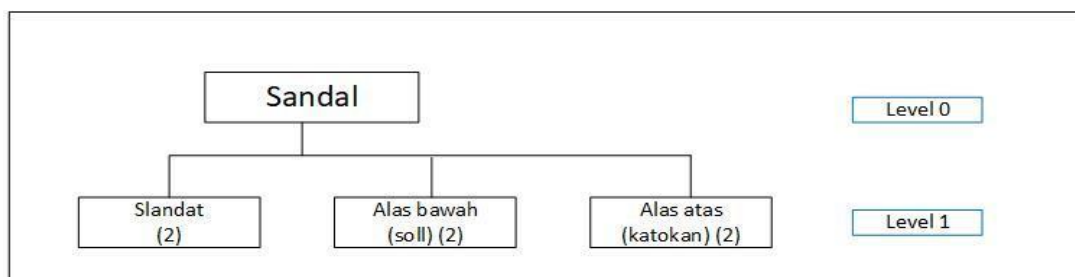 Sandal
Level 0
Slandat
(2)
Alas bawah
(soll) (2)
Alas atas
(katokan) (2)
Level 1